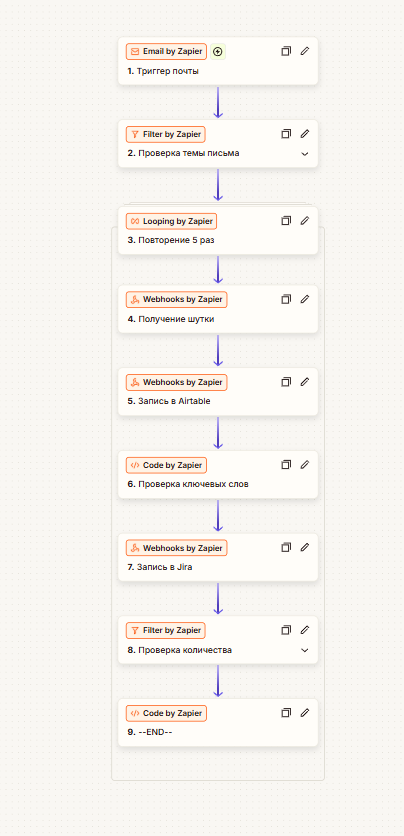 Email by Zapier
1. Триггер почты
Filter by Zapier
2. Проверка темы письма
Looping by Zapier
3. Повторение 5 раз
Webhooks by Zapier
4. Получение шутки
Webhooks by Zapier
5. Запись в Airtable
Code by Zapier
6. Проверка ключевых слов
Webhooks by Zapier
7. Запись в Jira
Filter by Zapier
8. Проверка количества
Code by Zapier
9. --END--